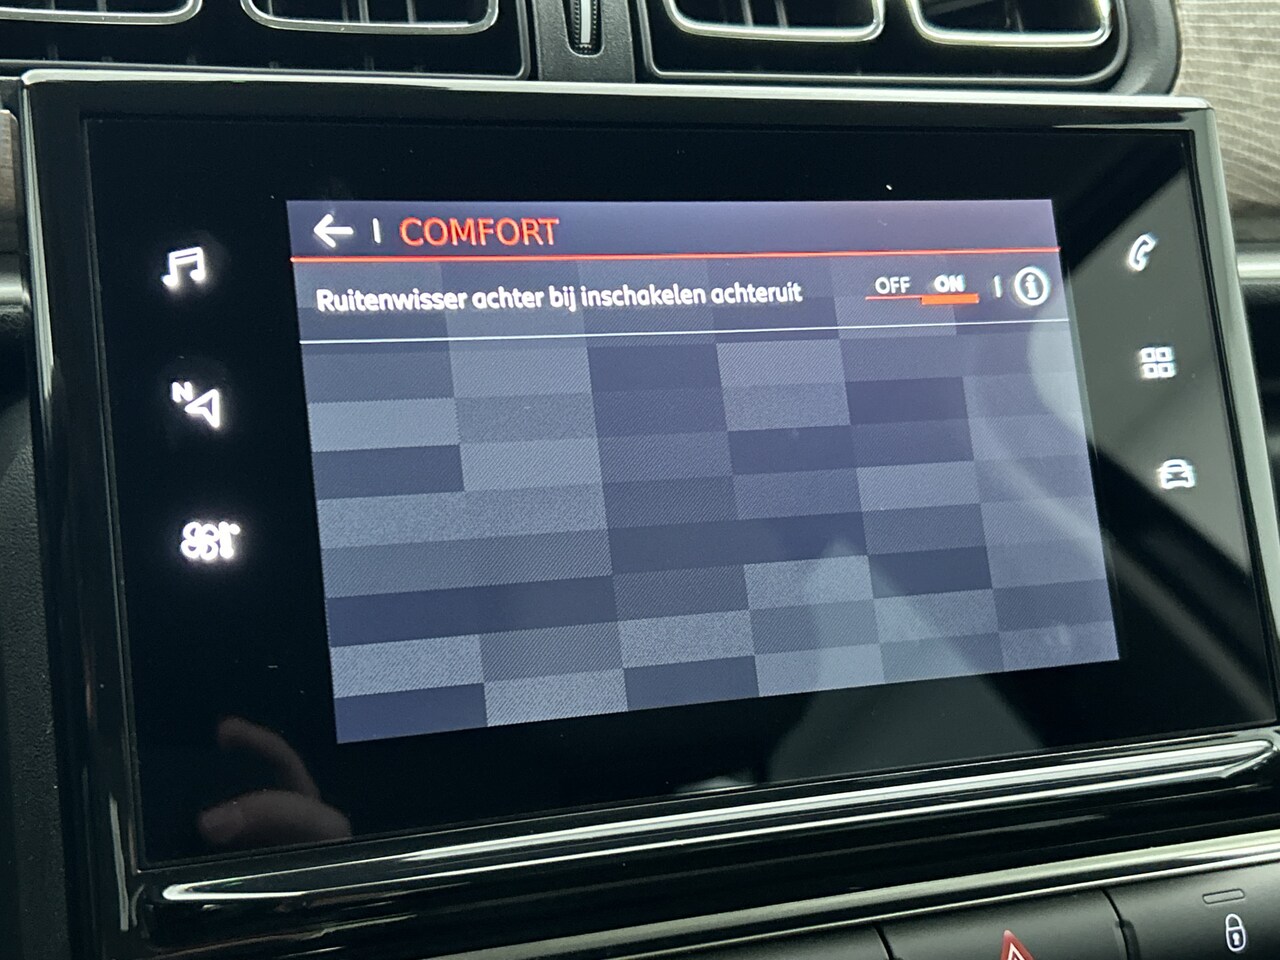 COMFORT
Ruitenwisser achter bij inschakelen achteruit OFF ON
N